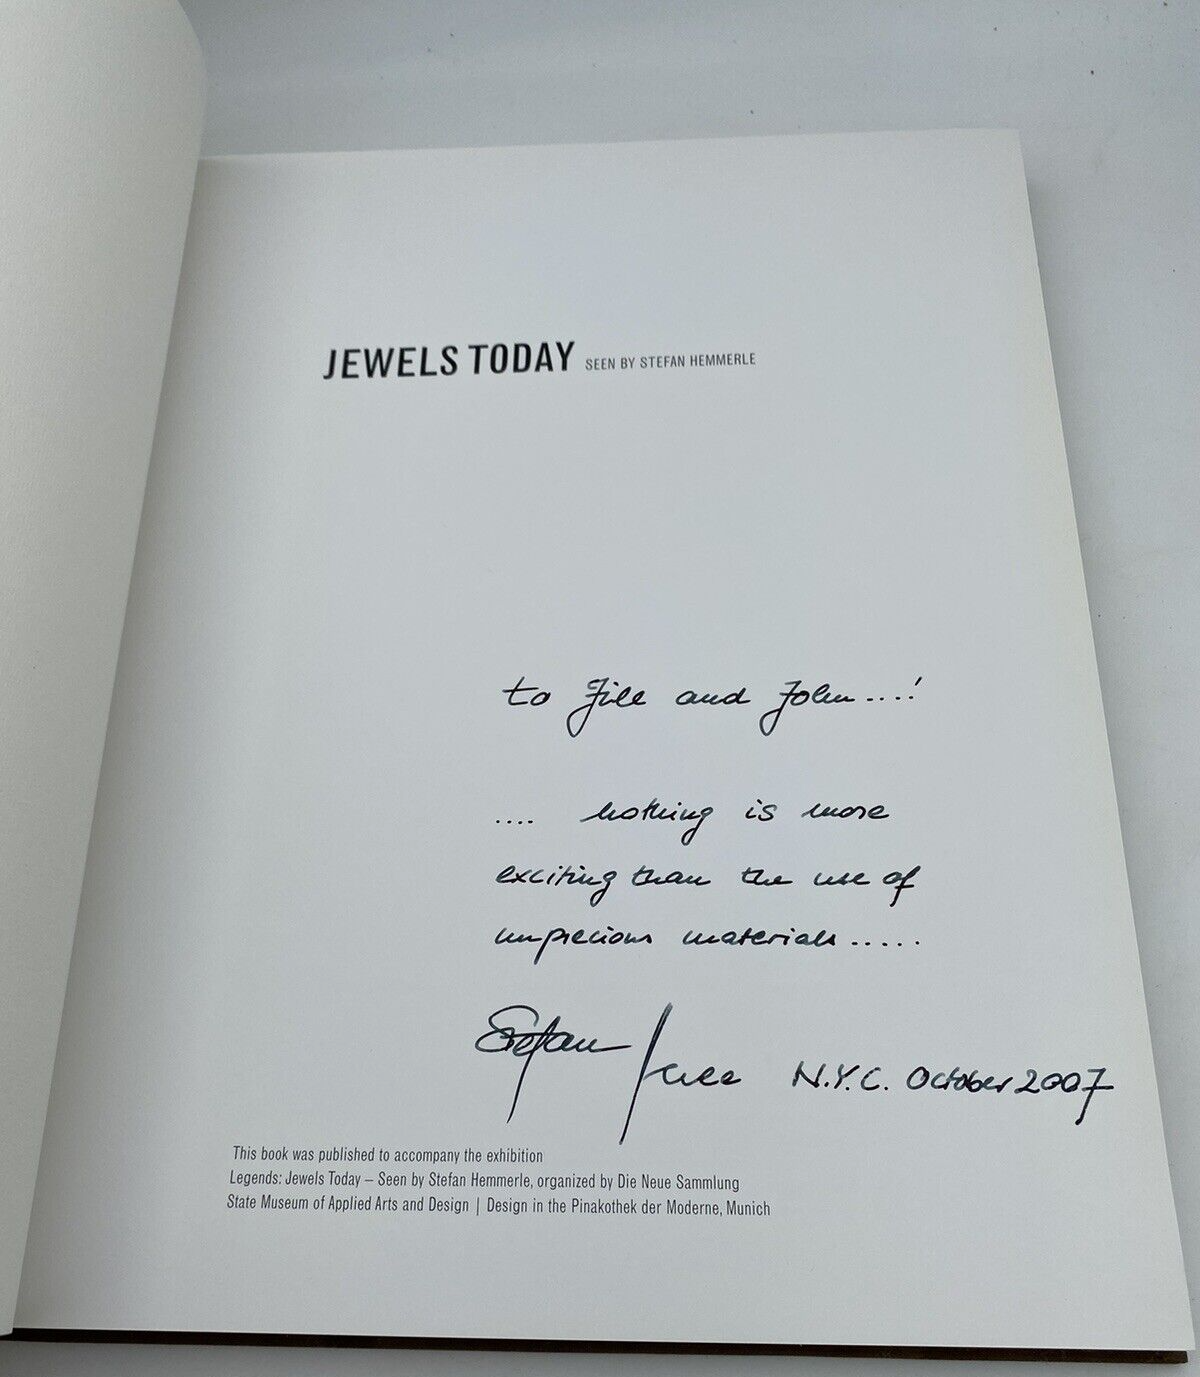 JEWELS TODAY SEEN BY STEFAN HEMMERLE
to Jill and John....!
.... nothing is more
exciting than the use of
unprecious materials.....
Stefan N.Y.C. October 2007
This book was published to accompany the exhibition
Legends: Jewels Today – Seen by Stefan Hemmerle, organized by Die Neue Sammlung
State Museum of Applied Arts and Design | Design in the Pinakothek der Moderne, Munich